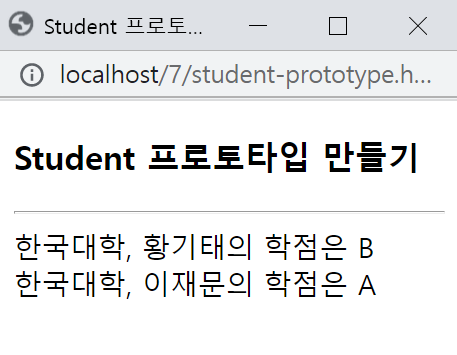 Student 프로토...
localhost/7/student-prototype.h...
Student 프로토타입 만들기
한국대학, 황기태의 학점은 B
한국대학, 이재문의 학점은 A